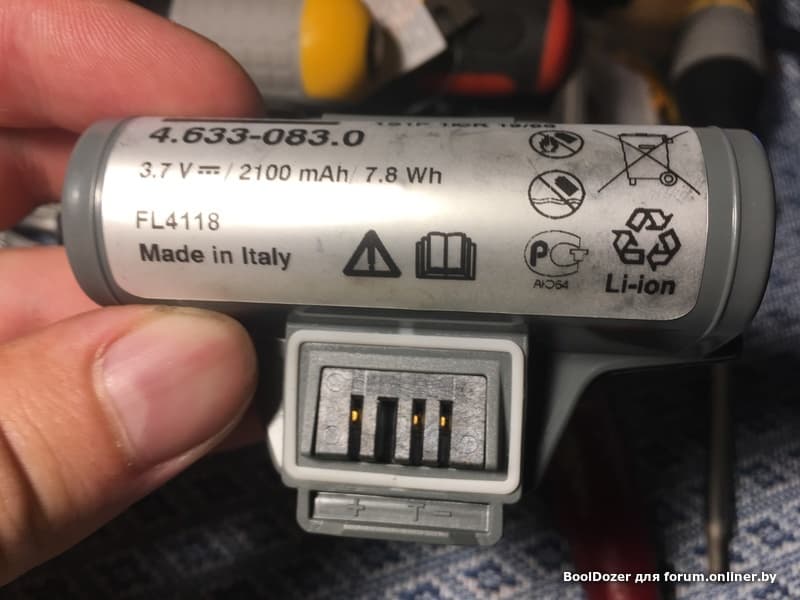 4.633-083.0
3.7 V ⎓ / 2100 mAh/ 7.8 Wh
FL4118
Made in Italy
Li-ion
+ T -
BoolDozer для forum.onliner.by